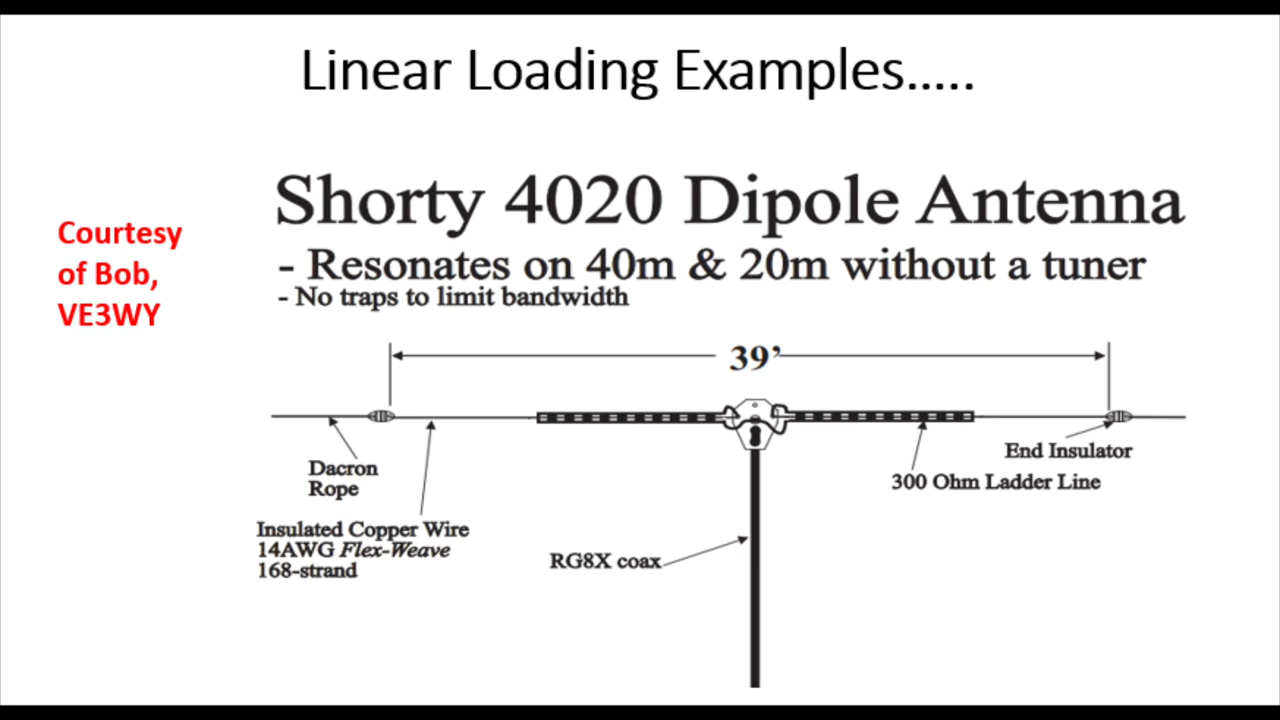 Linear Loading Examples.....
Shorty 4020 Dipole Antenna
Courtesy
of Bob,
VE3WY
- Resonates on 40m & 20m without a tuner
- No traps to limit bandwidth
39’
Dacron
Rope
End Insulator
300 Ohm Ladder Line
Insulated Copper Wire
14AWG Flex-Weave
168-strand
RG8X coax